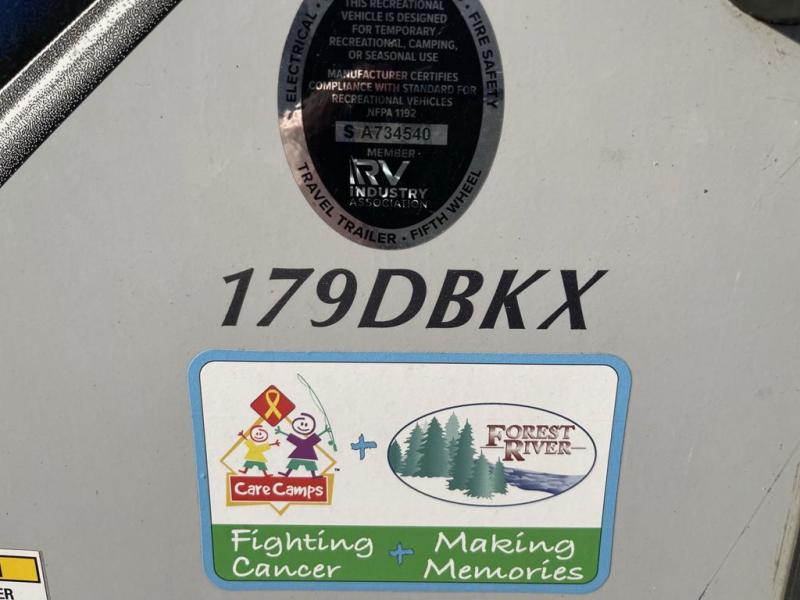 THIS RECREATIONAL
VEHICLE IS DESIGNED
FOR TEMPORARY
RECREATIONAL, CAMPING,
OR SEASONAL USE
ELECTRICAL
FIRE SAFETY
MANUFACTURER CERTIFIES
COMPLIANCE WITH STANDARD FOR
RECREATIONAL VEHICLES
NFPA 1192
S A734540
MEMBER
RV
INDUSTRY
ASSOCIATION
TRAVEL TRAILER • FIFTH WHEEL
179DBKX
Care Camps ™
+
FOREST
RIVER
Fighting + Making
Cancer Memories
ER